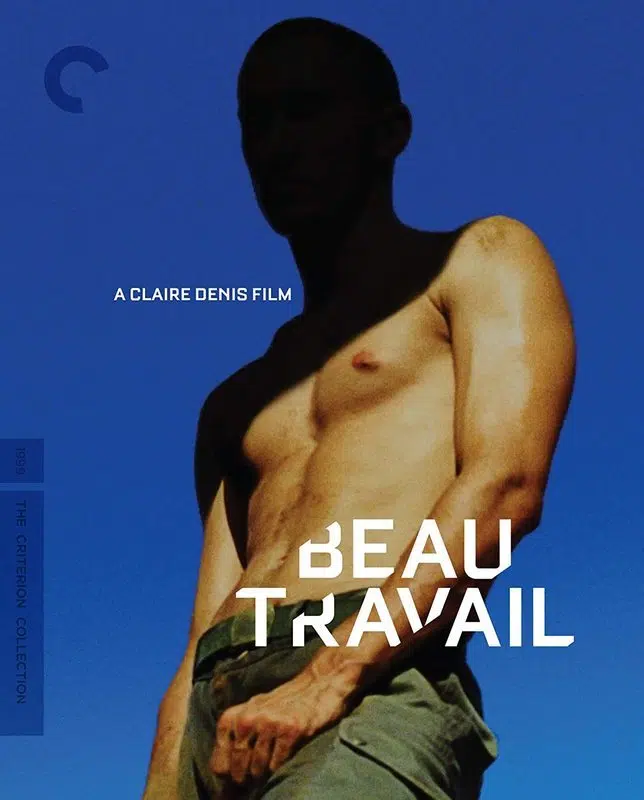 A CLAIRE DENIS FILM
1999
THE CRITERION COLLECTION
BEAU
TRAVAIL